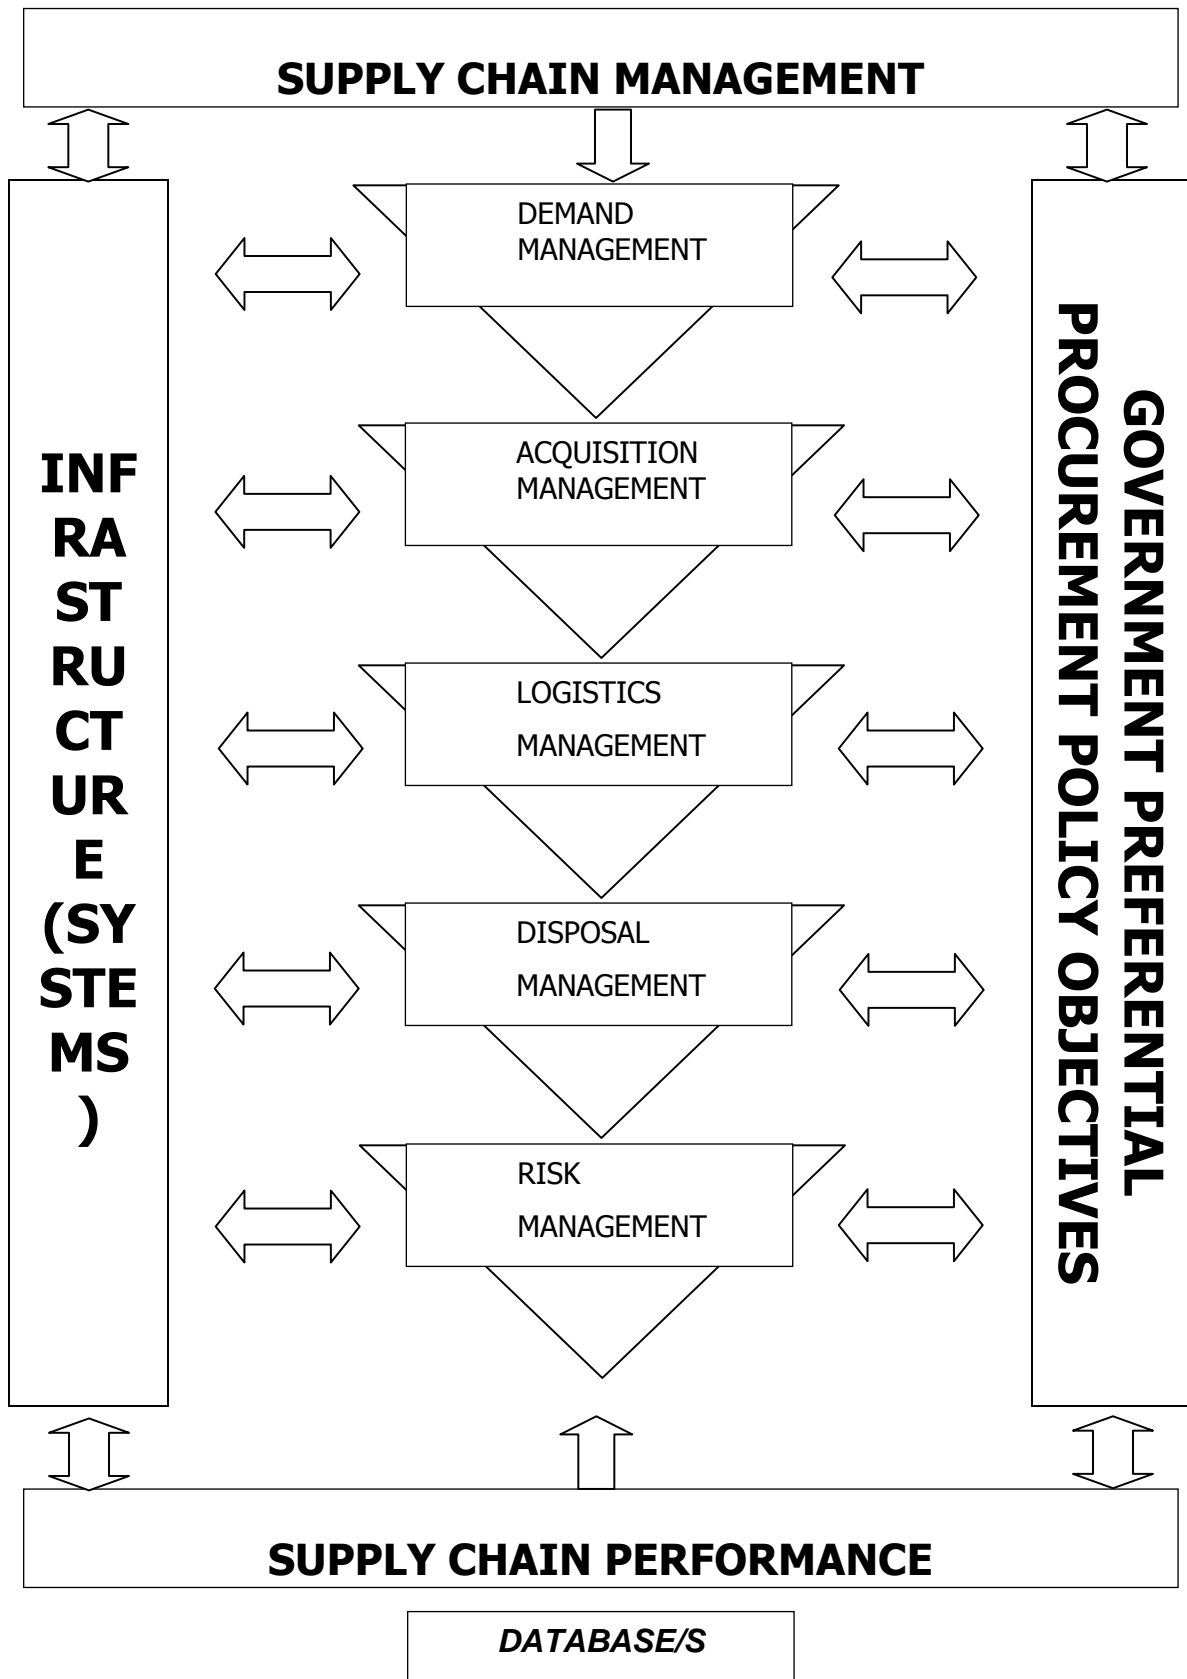 SUPPLY CHAIN MANAGEMENT
DEMAND
MANAGEMENT
ACQUISITION
MANAGEMENT
LOGISTICS
MANAGEMENT
DISPOSAL
MANAGEMENT
RISK
MANAGEMENT
INF
RA
ST
RU
CT
UR
E
(SY
STE
MS
)
GOVERNMENT PREFERENTIAL
PROCUREMENT POLICY OBJECTIVES
SUPPLY CHAIN PERFORMANCE
DATABASE/S